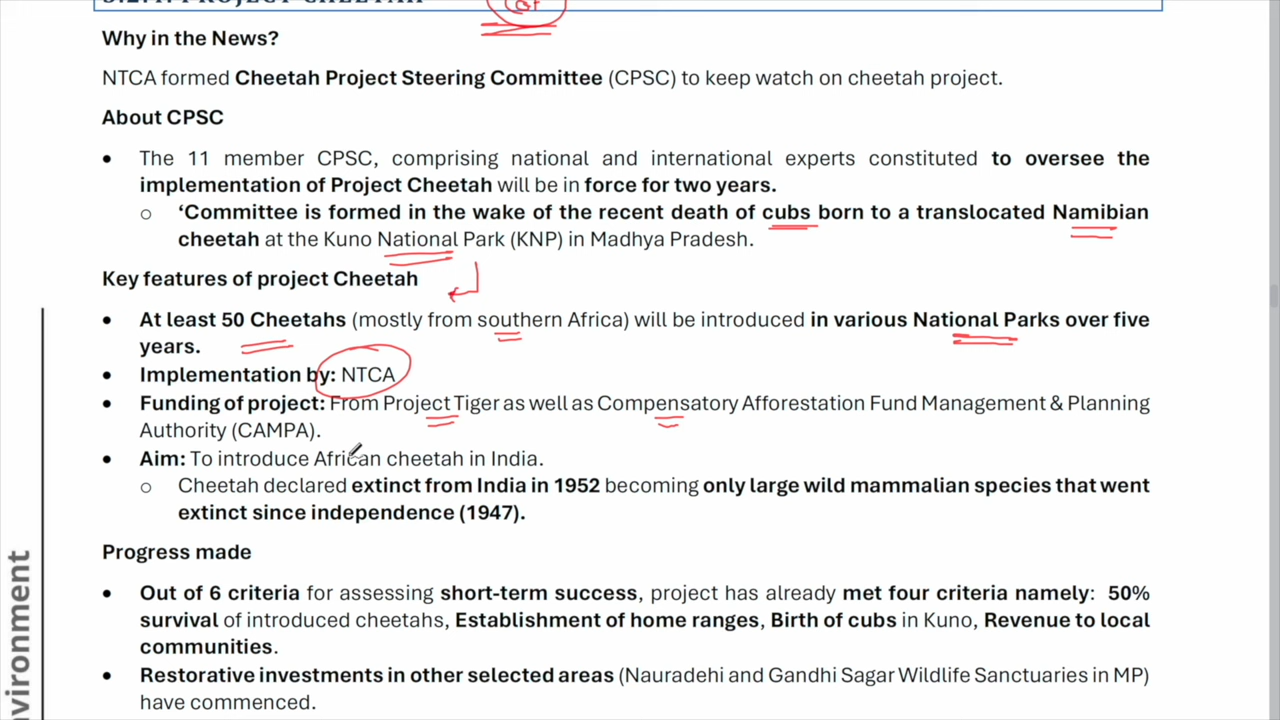 5.2.1. PROJECT CHEETAH
Why in the News?
NTCA formed Cheetah Project Steering Committee (CPSC) to keep watch on cheetah project.
About CPSC
• The 11 member CPSC, comprising national and international experts constituted to oversee the
implementation of Project Cheetah will be in force for two years.
o ‘Committee is formed in the wake of the recent death of cubs born to a translocated Namibian
cheetah at the Kuno National Park (KNP) in Madhya Pradesh.
Key features of project Cheetah
• At least 50 Cheetahs (mostly from southern Africa) will be introduced in various National Parks over five
years.
• Implementation by: NTCA
• Funding of project: From Project Tiger as well as Compensatory Afforestation Fund Management & Planning
Authority (CAMPA).
• Aim: To introduce African cheetah in India.
o Cheetah declared extinct from India in 1952 becoming only large wild mammalian species that went
extinct since independence (1947).
Progress made
• Out of 6 criteria for assessing short-term success, project has already met four criteria namely: 50%
survival of introduced cheetahs, Establishment of home ranges, Birth of cubs in Kuno, Revenue to local
communities.
• Restorative investments in other selected areas (Nauradehi and Gandhi Sagar Wildlife Sanctuaries in MP)
have commenced.
vironment